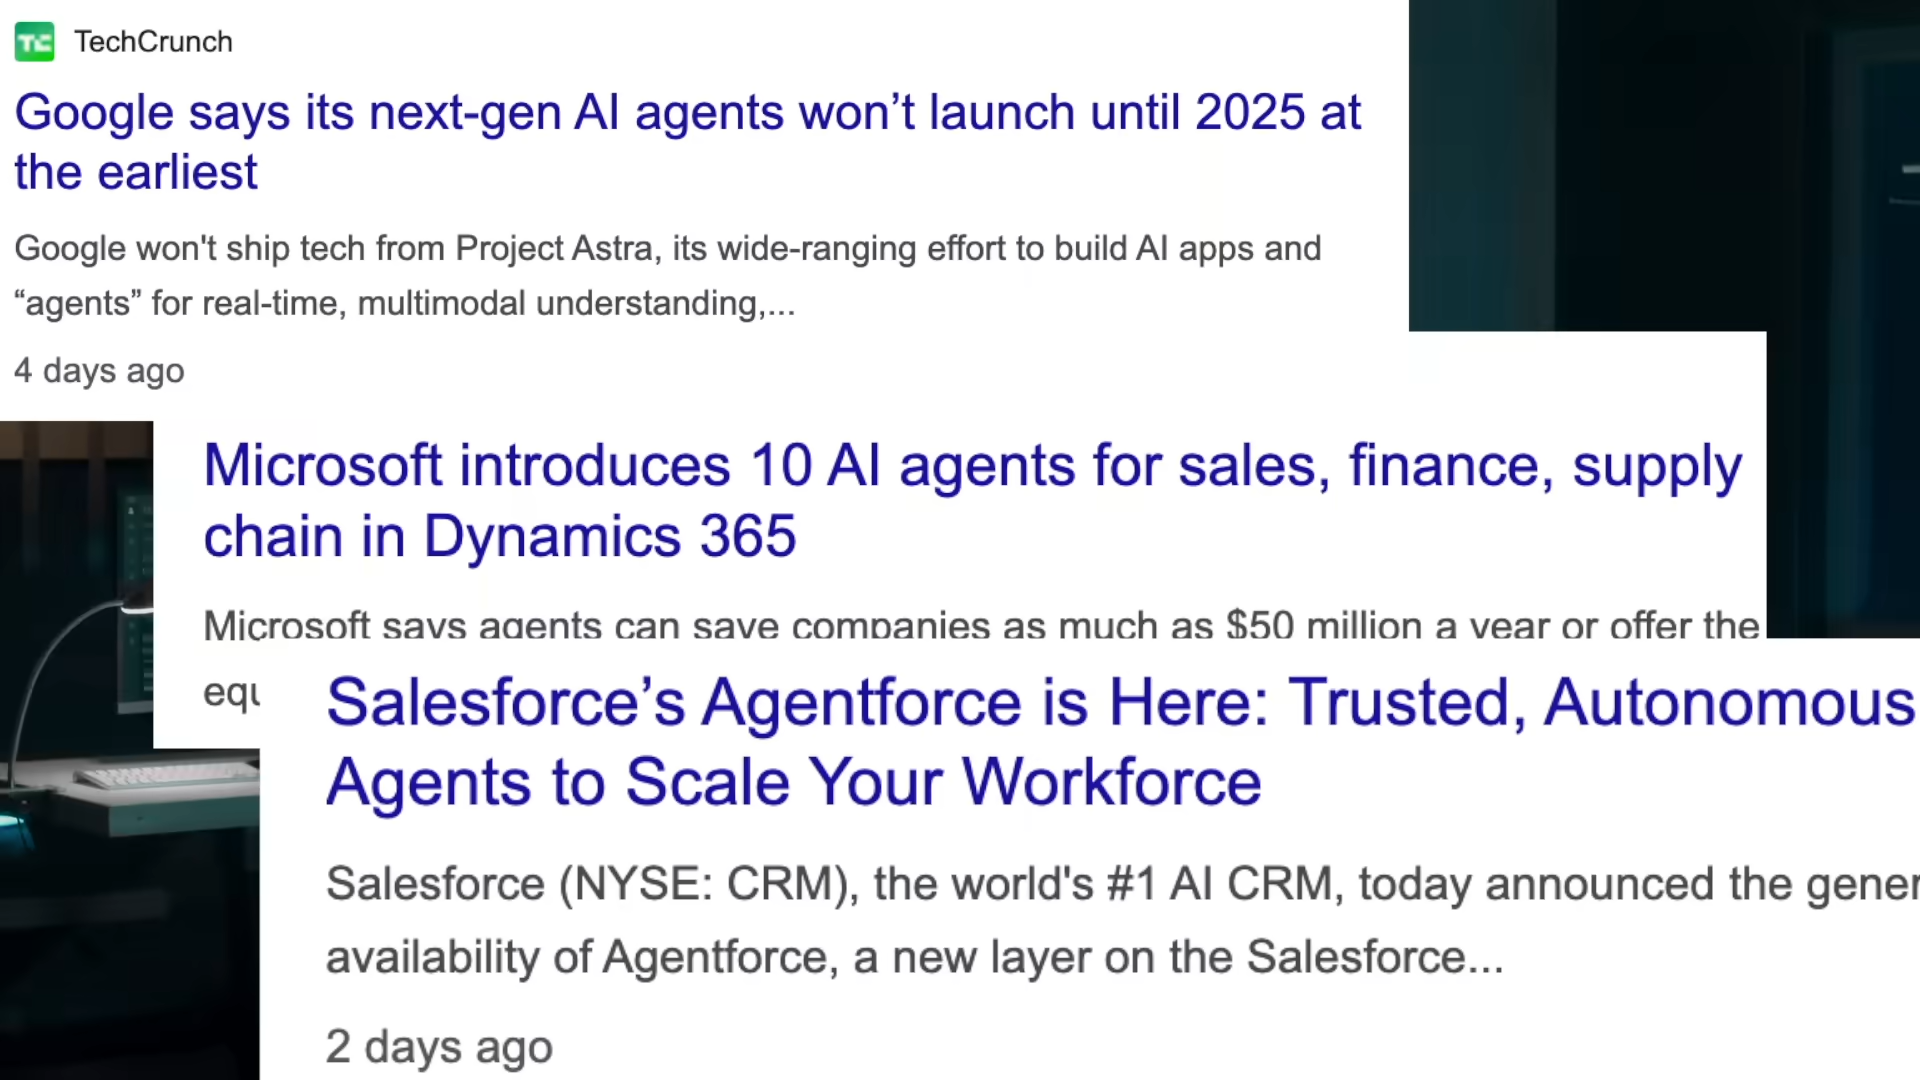 TechCrunch
Google says its next-gen AI agents won’t launch until 2025 at
the earliest
Google won't ship tech from Project Astra, its wide-ranging effort to build AI apps and
“agents” for real-time, multimodal understanding,...
4 days ago
Microsoft introduces 10 AI agents for sales, finance, supply
chain in Dynamics 365
Microsoft says agents can save companies as much as $50 million a year or offer the
Salesforce’s Agentforce is Here: Trusted, Autonomous
Agents to Scale Your Workforce
Salesforce (NYSE: CRM), the world's #1 AI CRM, today announced the
availability of Agentforce, a new layer on the Salesforce...
2 days ago